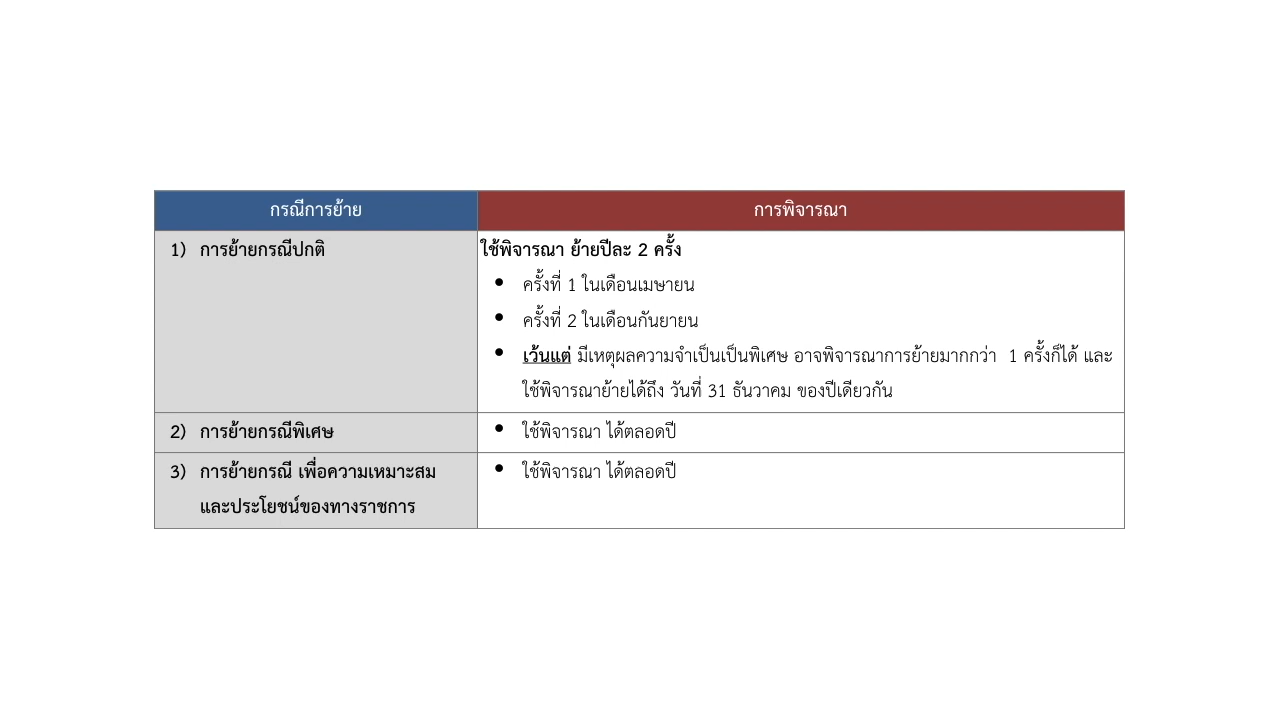 กรณีการย้าย
การพิจารณา
1) การย้ายกรณีปกติ
ใช้พิจารณา ย้ายปีละ 2 ครั้ง
● ครั้งที่ 1 ในเดือนเมษายน
● ครั้งที่ 2 ในเดือนกันยายน
● เว้นแต่ มีเหตุผลความจำเป็นเป็นพิเศษ อาจพิจารณาการย้ายมากกว่า 1 ครั้งก็ได้ และ
ใช้พิจารณาย้ายได้ถึง วันที่ 31 ธันวาคม ของปีเดียวกัน
2) การย้ายกรณีพิเศษ
● ใช้พิจารณา ได้ตลอดปี
3) การย้ายกรณี เพื่อความเหมาะสม
และประโยชน์ของทางราชการ
● ใช้พิจารณา ได้ตลอดปี